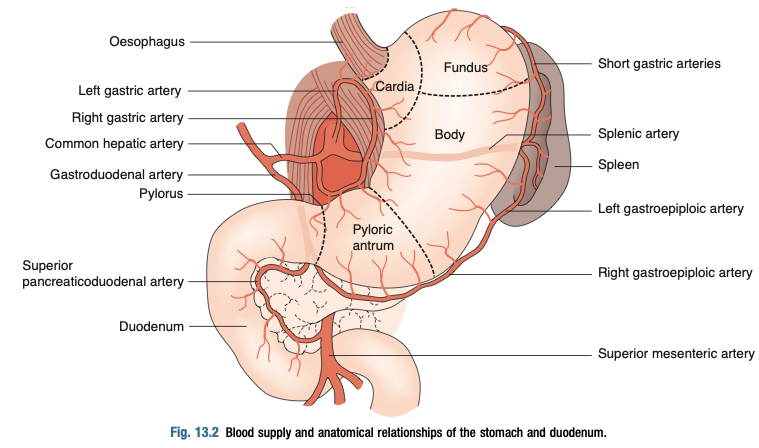 Oesophagus
Left gastric artery
Right gastric artery
Common hepatic artery
Gastroduodenal artery
Pylorus
Superior
pancreaticoduodenal artery
Duodenum
Cardia
Fundus
Body
Pyloric
antrum
Short gastric arteries
Splenic artery
Spleen
Left gastroepiploic artery
Right gastroepiploic artery
Superior mesenteric artery
Fig. 13.2 Blood supply and anatomical relationships of the stomach and duodenum.